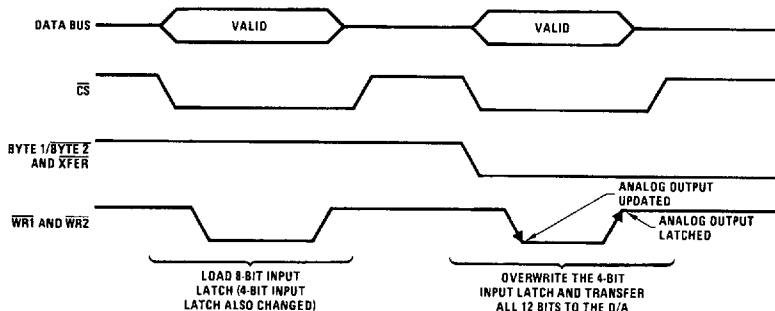 DATA BUS
VALID
VALID
CS
BYTE 1/BYTE 2
AND XFER
ANALOG OUTPUT
UPDATED
WR1 AND WR2
ANALOG OUTPUT
LATCHED
LOAD 8-BIT INPUT
LATCH (4-BIT INPUT
LATCH ALSO CHANGED)
OVERWRITE THE 4-BIT
INPUT LATCH AND TRANSFER
ALL 12 BITS TO THE D/A